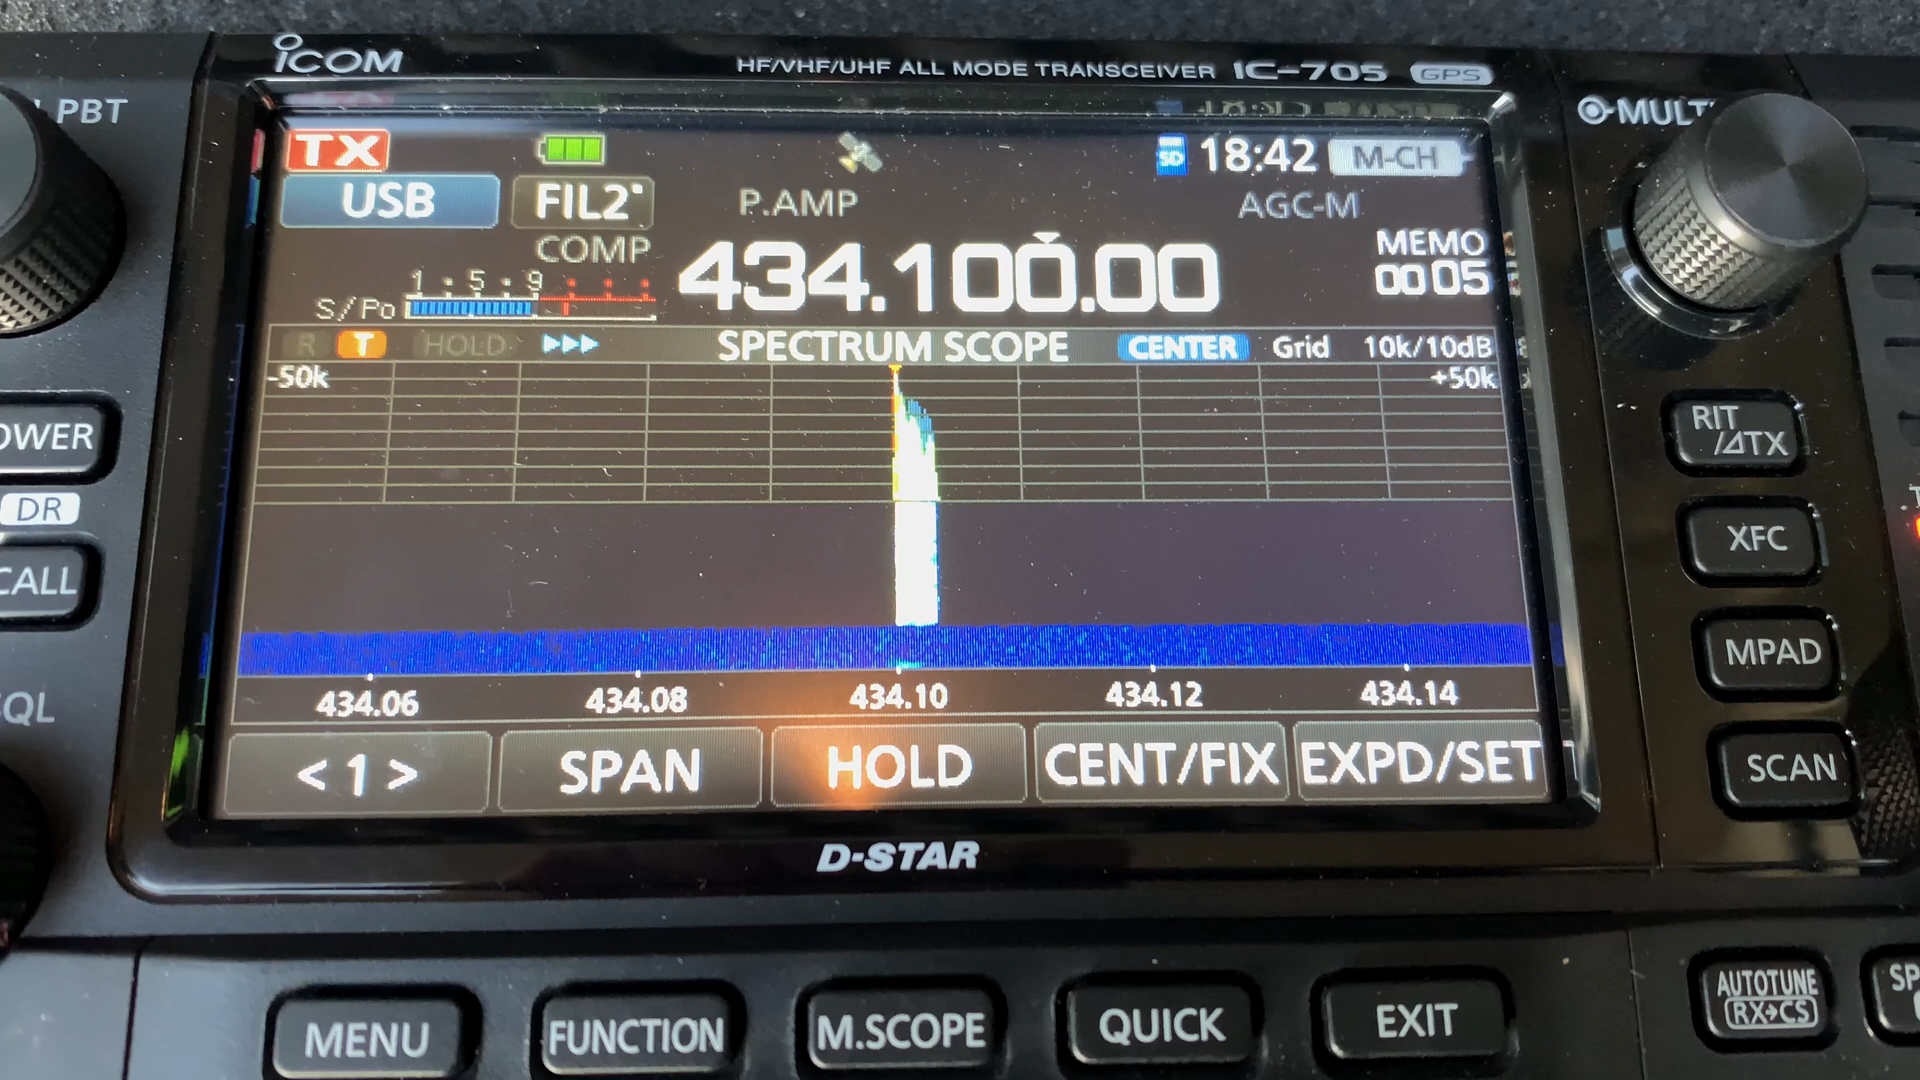 ICOM
HF/VHF/UHF ALL MODE TRANSCEIVER IC-705 GPS
PBT
MULTI
TX
SD 18:42 M-CH
USB FIL2 P.AMP AGC-M
COMP
434.100.00
MEMO
0005
1 5 9
S/Po
R T HOLD SPECTRUM SCOPE CENTER Grid 10k/10dB
-50k +50k
434.06 434.08 434.10 434.12 434.14
<1> SPAN HOLD CENT/FIX EXPD/SET
D-STAR
OWER
DR
CALL
QL
RIT
/⊿TX
XFC
MPAD
SCAN
MENU FUNCTION M.SCOPE QUICK EXIT
AUTOTUNE
RX→CS
SP